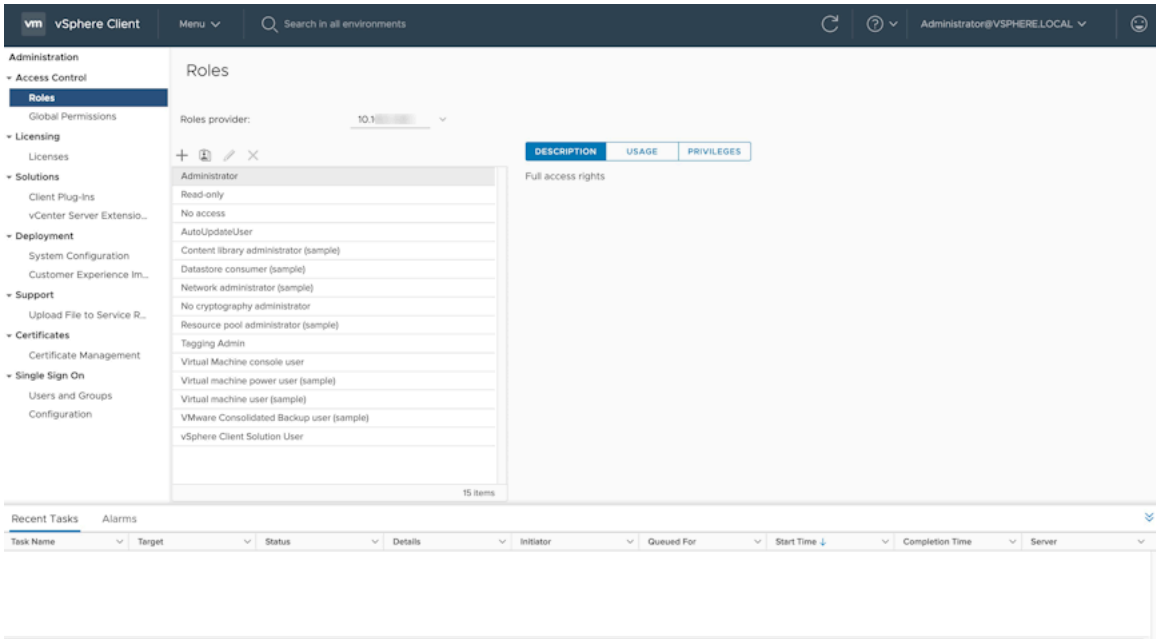 vm vSphere Client Menu Search in all environments Administrator@VSPHERE.LOCAL
Administration
Access Control
Roles
Global Permissions
Licensing
Licenses
Solutions
Client Plug-Ins
vCenter Server Extensio...
Deployment
System Configuration
Customer Experience Im...
Support
Upload File to Service R...
Certificates
Certificate Management
Single Sign On
Users and Groups
Configuration
Roles
Roles provider: 10.1
Administrator
Read-only
No access
AutoUpdateUser
Content library administrator (sample)
Datastore consumer (sample)
Network administrator (sample)
No cryptography administrator
Resource pool administrator (sample)
Tagging Admin
Virtual Machine console user
Virtual machine power user (sample)
Virtual machine user (sample)
VMware Consolidated Backup user (sample)
vSphere Client Solution User
15 items
DESCRIPTION USAGE PRIVILEGES
Full access rights
Recent Tasks Alarms
Task Name Target Status Details Initiator Queued For Start Time ↓ Completion Time Server